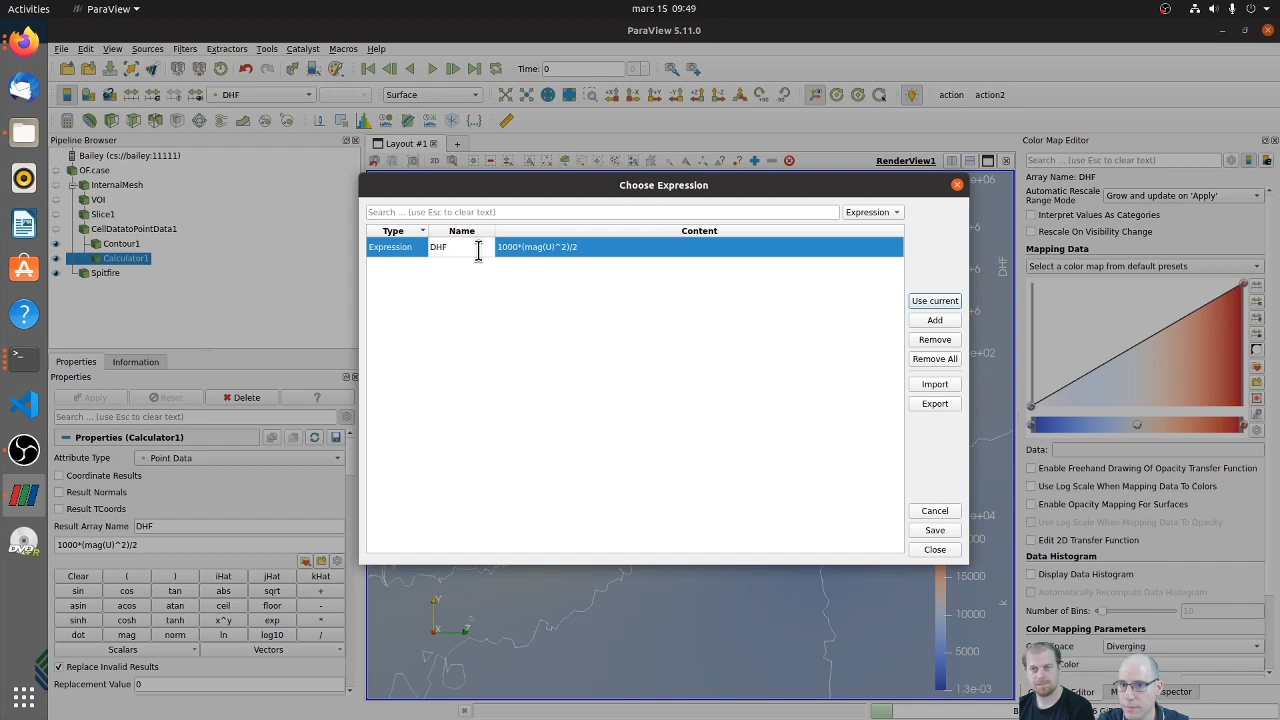 Activities
ParaView
mars 15 09:49
ParaView 5.11.0
File Edit View Sources Filters Extractors Tools Catalyst Macros Help
Time: 0
0
DHF
Surface
action action2
Pipeline Browser
Layout #1
Color Map Editor
Bailey (cs://bailey:11111)
OF.case
InternalMesh
VOI
Slice1
CellDatatoPointData1
Contour1
Calculator1
Spitfire
2D
RenderView1
Search ... (use Esc to clear text)
Array Name: DHF
Automatic Rescale Range Mode
Grow and update on 'Apply'
Interpret Values As Categories
Rescale On Visibility Change
Mapping Data
Select a color map from default presets
Choose Expression
Search ... (use Esc to clear text)
Expression
Type Name Content
Expression DHF 1000*(mag(U)^2)/2
Use current
Add
Remove
Remove All
Import
Export
Cancel
Save
Close
e+06
DHF
e+6
e+6
e+02
e+04
15000
10000
5000
1.3e-03
k
Y
X
Z
Properties Information
Properties
Apply Reset Delete ?
Search ... (use Esc to clear text)
Properties (Calculator1)
Attribute Type
Point Data
Coordinate Results
Result Normals
Result TCoords
Result Array Name DHF
1000*(mag(U)^2)/2
Clear ( ) iHat jHat kHat
sin cos tan abs sqrt +
asin acos atan ceil floor -
sinh cosh tanh x^y exp *
dot mag norm ln log10 /
Scalars Vectors
Replace Invalid Results
Replacement Value 0
Data:
Enable Freehand Drawing Of Opacity Transfer Function
Use Log Scale When Mapping Data To Colors
Enable Opacity Mapping For Surfaces
Use Log Scale When Mapping Data To Opacity
Edit 2D Transfer Function
Data Histogram
Display Data Histogram
Automatically Recompute Data Histogram
Number of Bins:
10
Color Mapping Parameters
Diverging